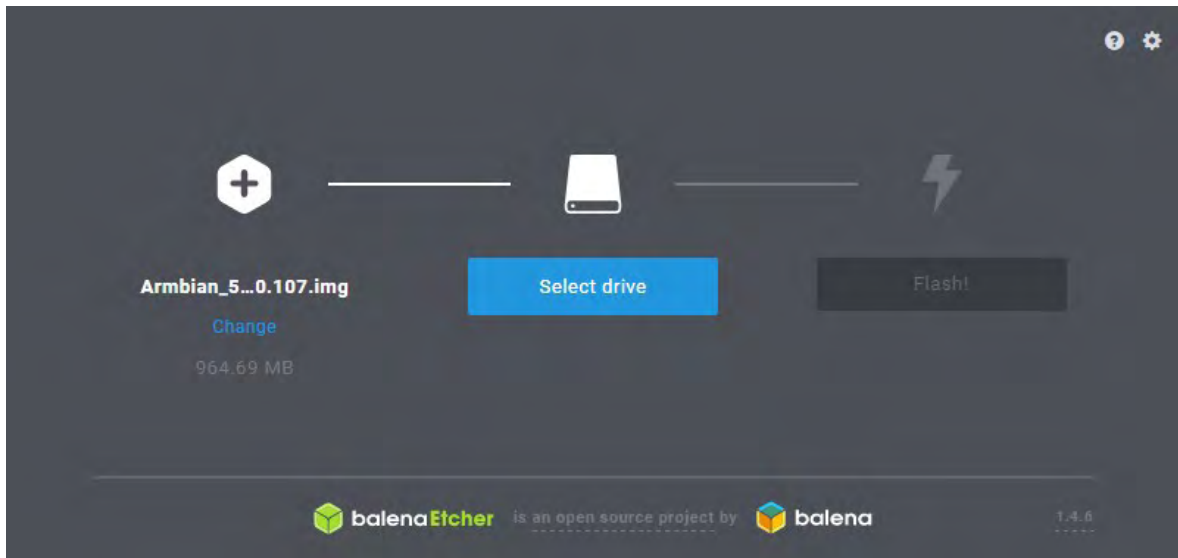 Armbian_5...0.107.img
Select drive
Flash!
Change
964.69 MB
balenaEtcher is an open source project by balena
1.4.6